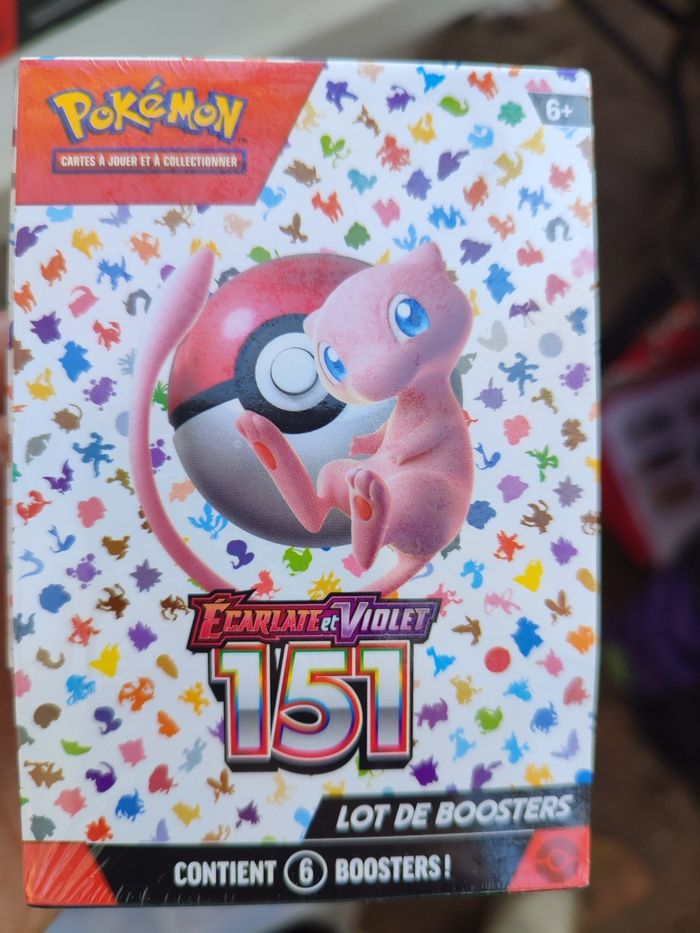 POKÉMON
CARTES À JOUER ET À COLLECTIONNER
6+
ÉCARLATE et VIOLET
151
LOT DE BOOSTERS
CONTIENT 6 BOOSTERS!